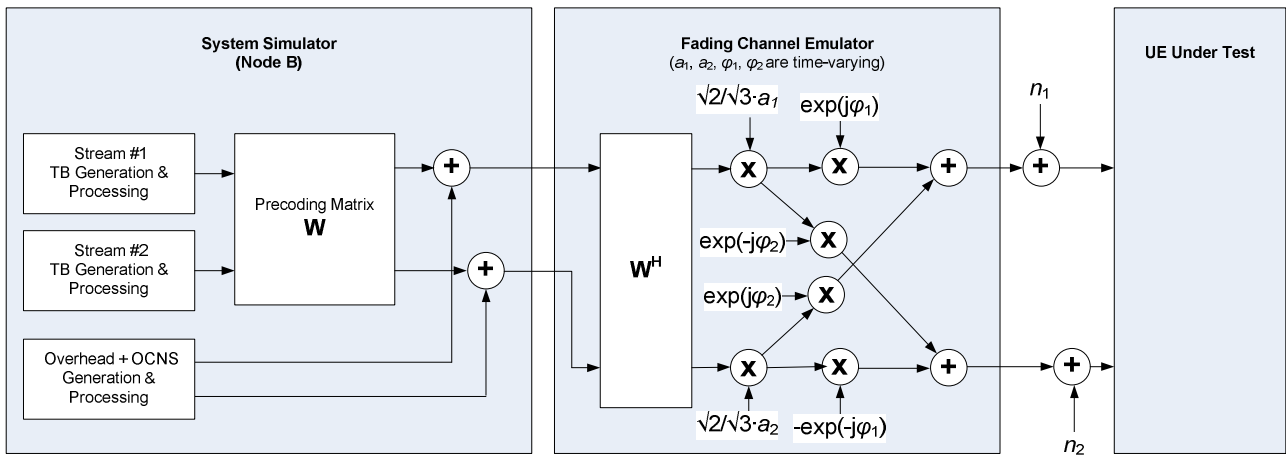 System Simulator
(Node B)
Stream #1
TB Generation &
Processing
Stream #2
TB Generation &
Processing
Overhead + OCNS
Generation &
Processing
Precoding Matrix
W
+
+
Fading Channel Emulator
(a₁, a₂, φ₁, φ₂ are time-varying)
Wᴴ
√2/√3·a₁
exp(jφ₁)
x
x
+
exp(-jφ₂)
x
exp(jφ₂)
x
x
x
+
√2/√3·a₂
-exp(-jφ₁)
n₁
+
+
n₂
UE Under Test